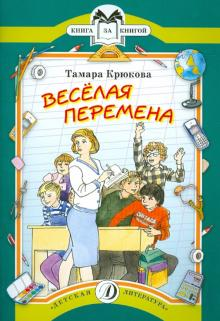 КНИГА ЗА КНИГОЙ
Тамара Крюкова
ВЕСЁЛАЯ
ПЕРЕМЕНА
"ДЕТСКАЯ Д ЛИТЕРАТУРА"